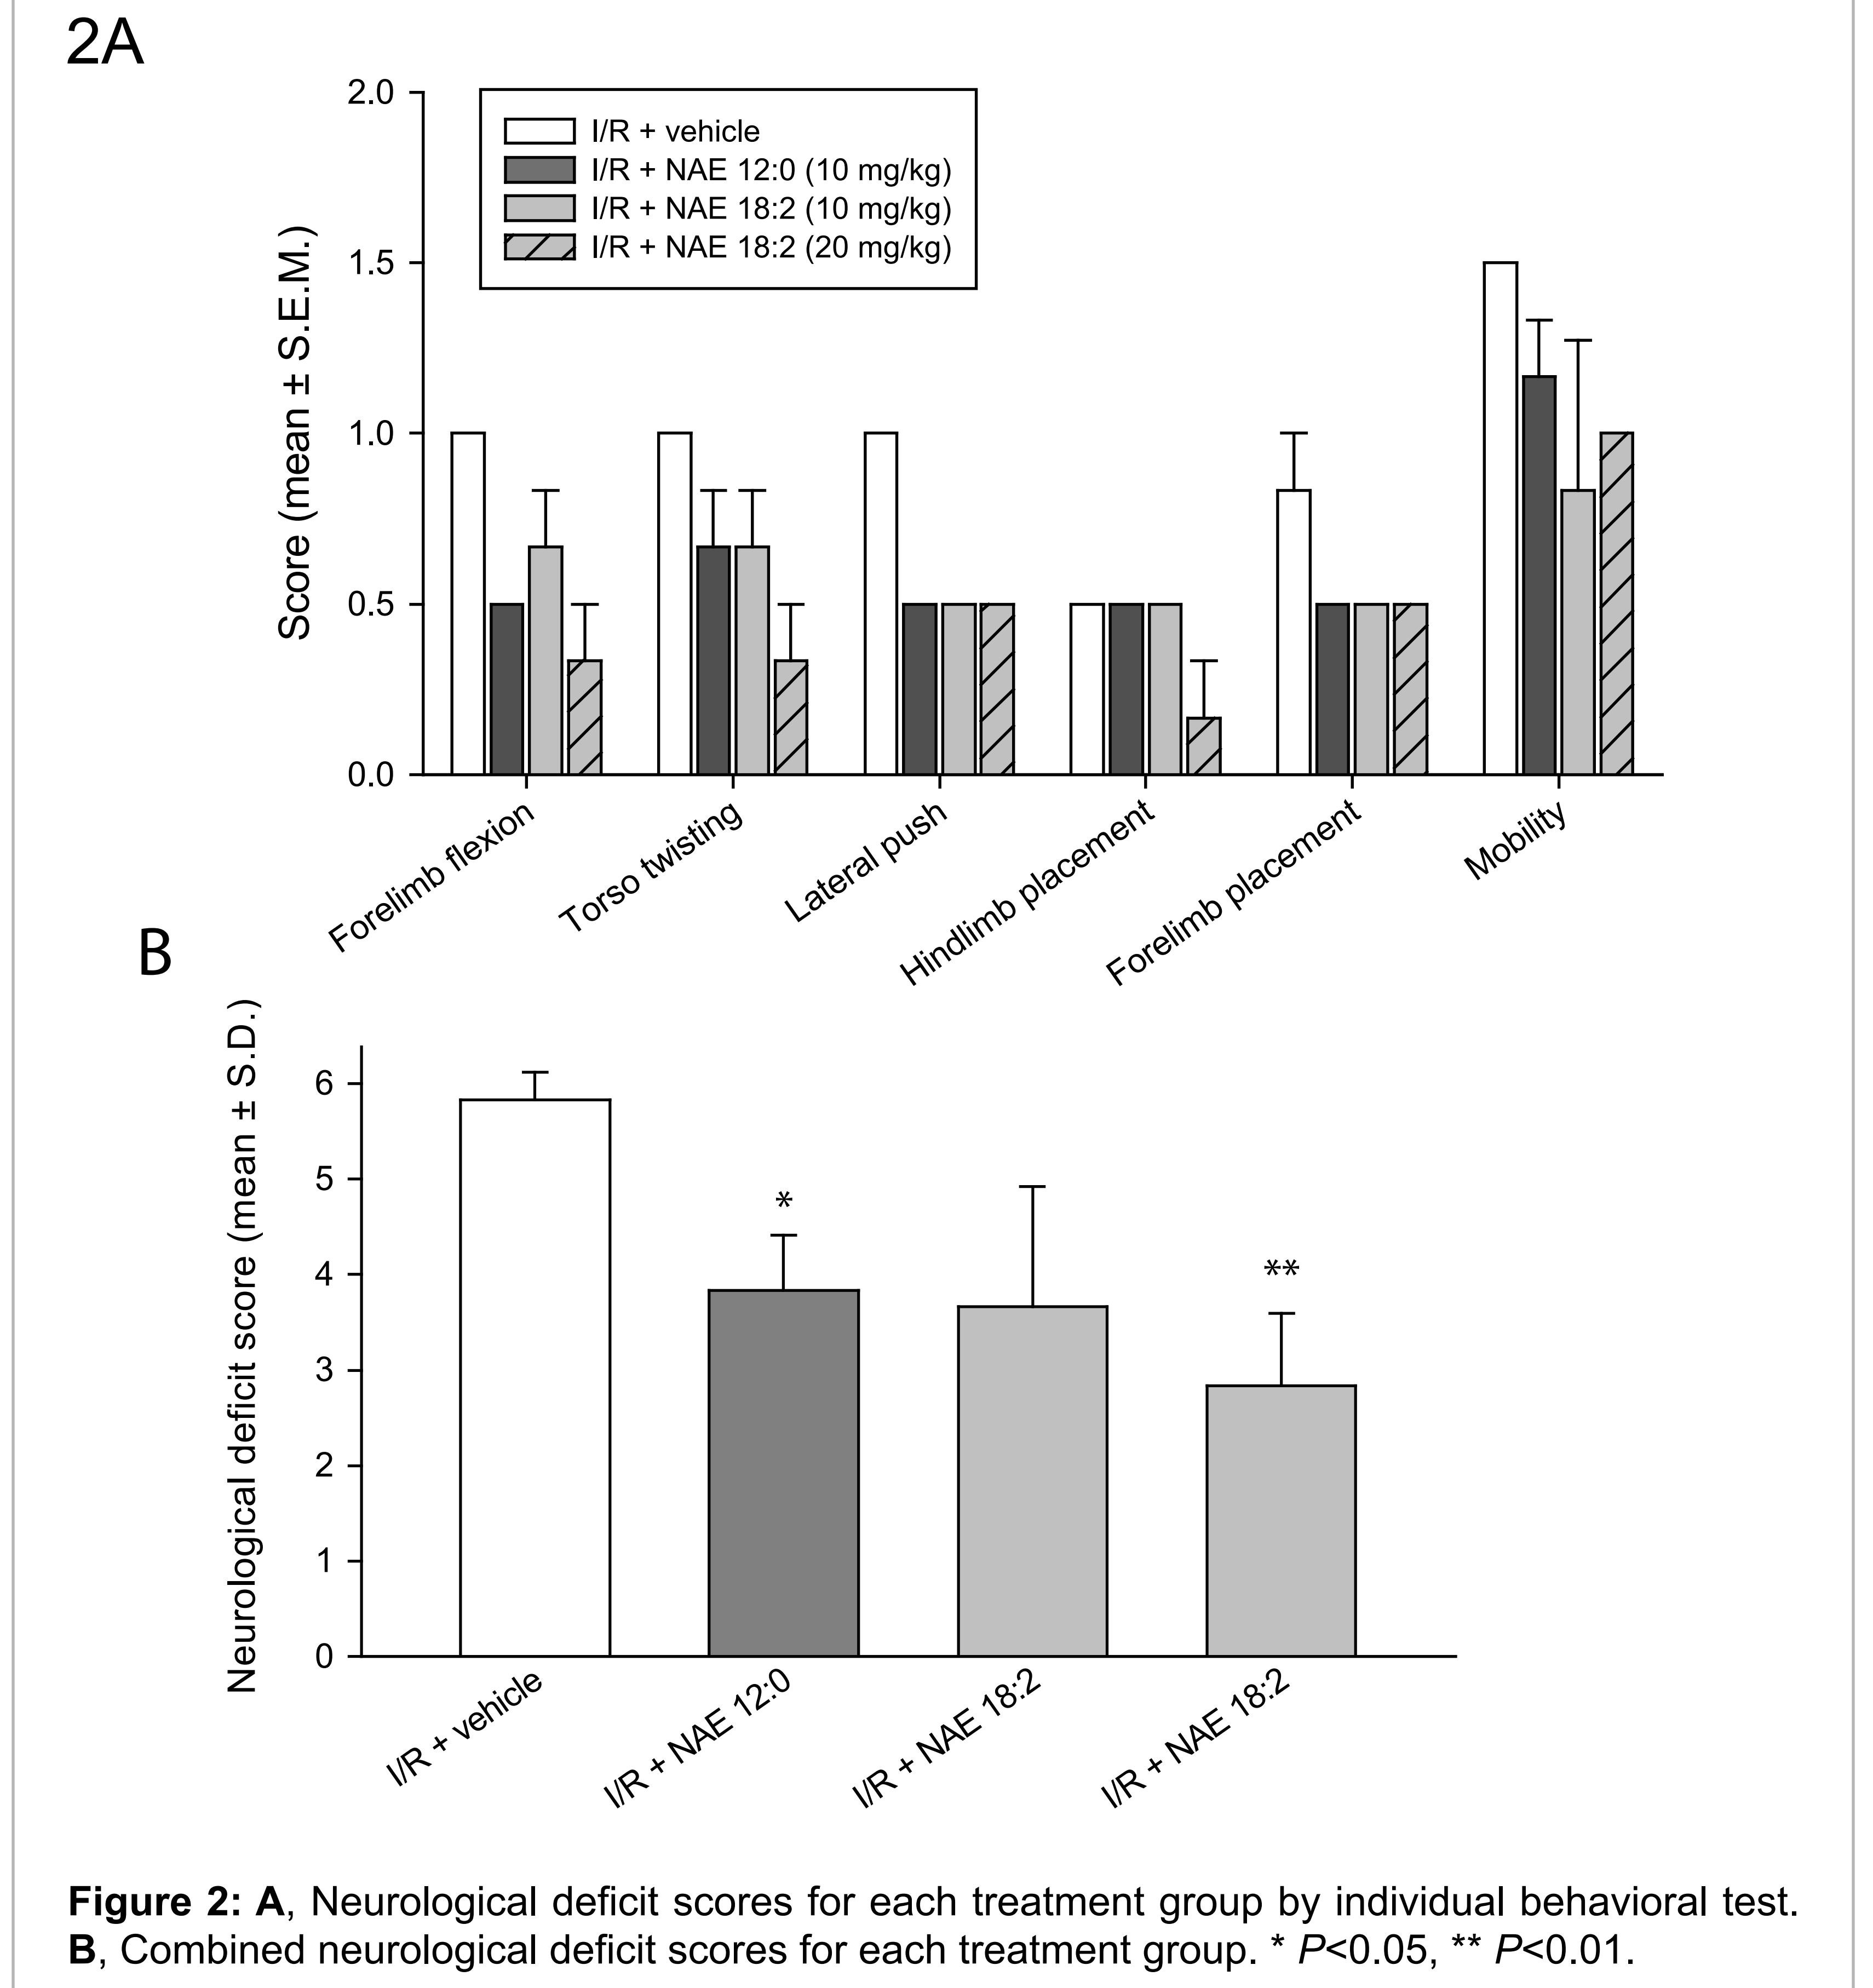 2A
2.0
1.5
1.0
0.5
0.0
Score (mean ± S.E.M.)
I/R + vehicle
I/R + NAE 12:0 (10 mg/kg)
I/R + NAE 18:2 (10 mg/kg)
I/R + NAE 18:2 (20 mg/kg)
Forelimb flexion
Torso twisting
Lateral push
Hindlimb placement
Forelimb placement
Mobility
B
Neurological deficit score (mean ± S.D.)
6
5
4
3
2
1
0
*
**
I/R + vehicle
I/R + NAE 12:0
I/R + NAE 18:2
I/R + NAE 18:2
Figure 2: A, Neurological deficit scores for each treatment group by individual behavioral test.
B, Combined neurological deficit scores for each treatment group. * P<0.05, ** P<0.01.